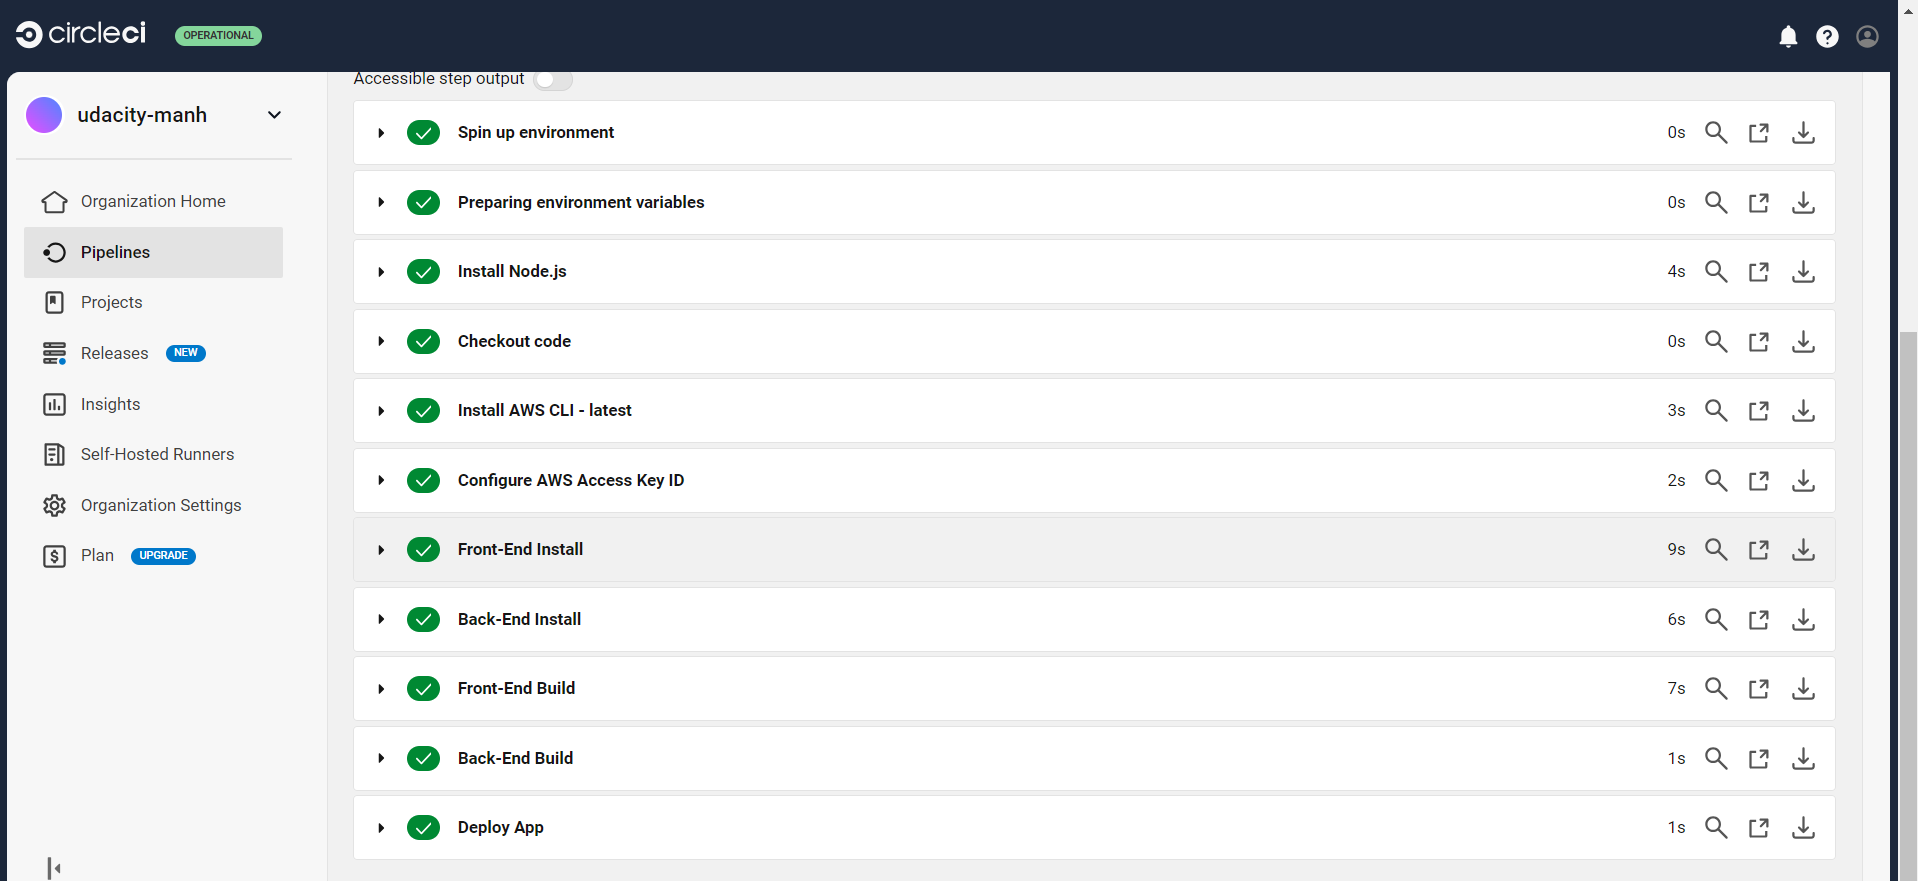 circleci
OPERATIONAL
udacity-manh
Organization Home
Pipelines
Projects
Releases NEW
Insights
Self-Hosted Runners
Organization Settings
Plan UPGRADE
Accessible step output
Spin up environment 0s
Preparing environment variables 0s
Install Node.js 4s
Checkout code 0s
Install AWS CLI - latest 3s
Configure AWS Access Key ID 2s
Front-End Install 9s
Back-End Install 6s
Front-End Build 7s
Back-End Build 1s
Deploy App 1s